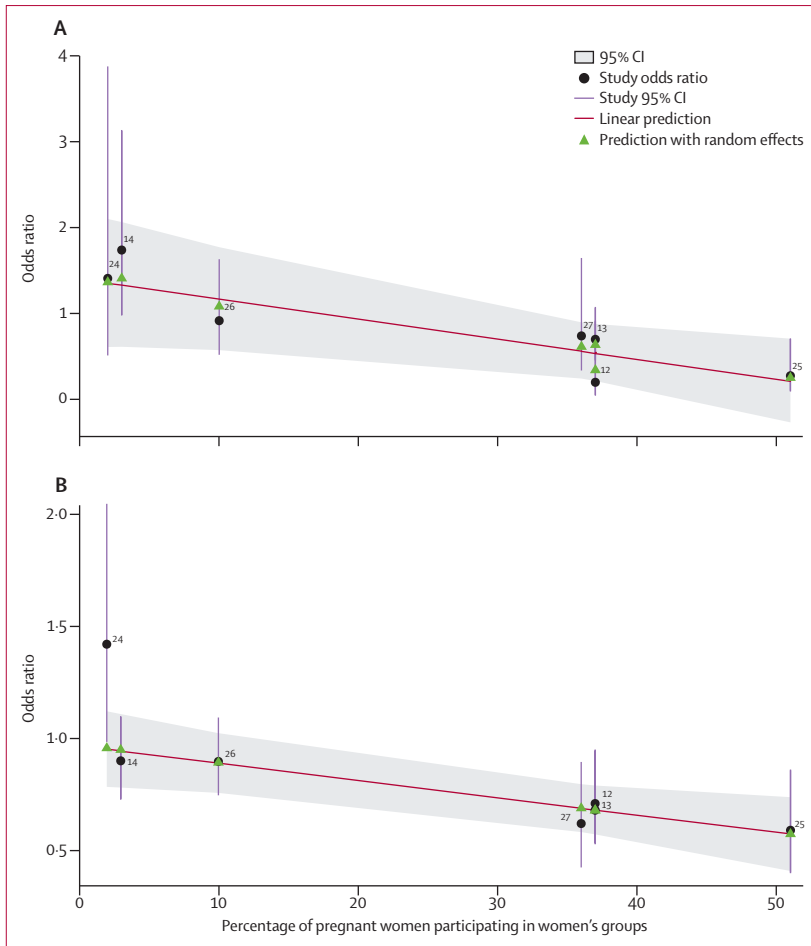 A
95% CI
Study odds ratio
Study 95% CI
Linear prediction
Prediction with random effects
4
3
2
1
0
Odds ratio
24
14
26
27
13
12
25
B
2·0
1·5
1·0
0·5
Odds ratio
24
14
26
27
12
13
25
0 10 20 30 40 50
Percentage of pregnant women participating in women's groups